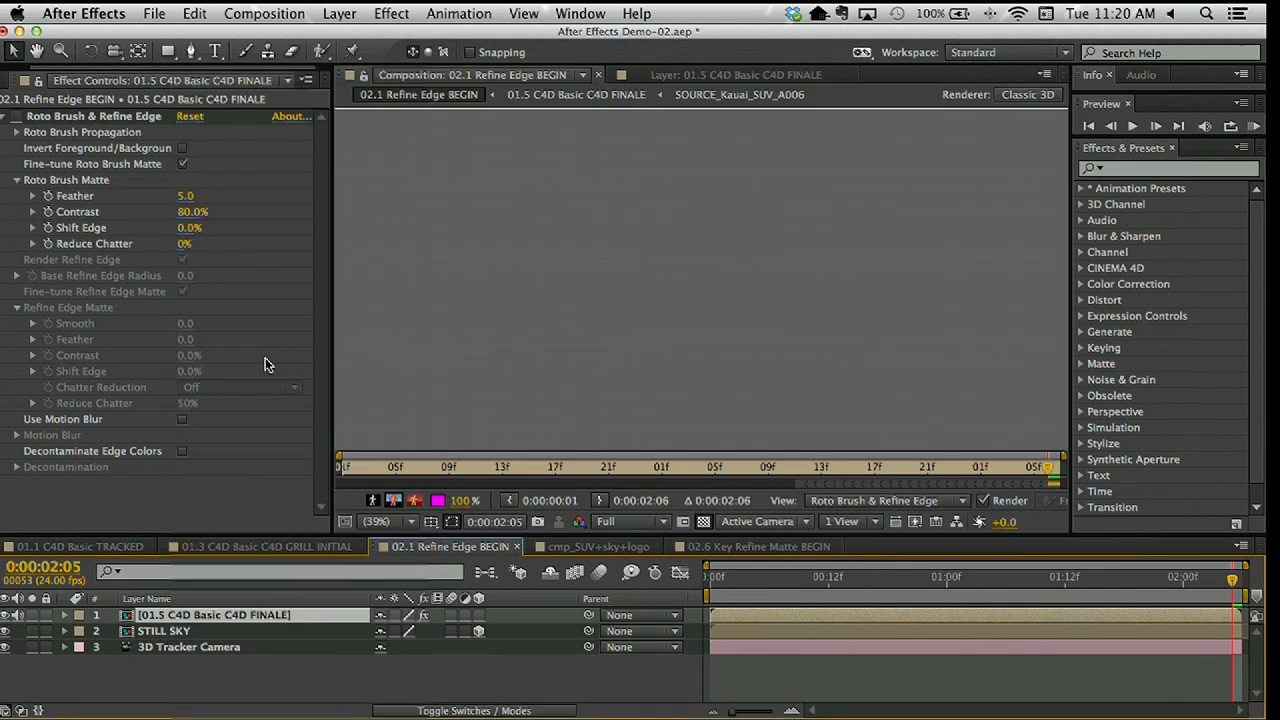 After Effects File Edit Composition Layer Effect Animation View Window Help 100% Tue 11:20 AM
After Effects Demo-02.aep *
Snapping Workspace: Standard Search Help
Effect Controls: 01.5 C4D Basic C4D FINALE Composition: 02.1 Refine Edge BEGIN Layer: 01.5 C4D Basic C4D FINALE Info Audio
02.1 Refine Edge BEGIN • 01.5 C4D Basic C4D FINALE 02.1 Refine Edge BEGIN 01.5 C4D Basic C4D FINALE SOURCE_Kauai_SUV_A006 Renderer: Classic 3D
Preview
Roto Brush & Refine Edge Reset About...
Roto Brush Propagation
Invert Foreground/Backgroun
Effects & Presets
Fine-tune Roto Brush Matte
Roto Brush Matte
Feather 5.0
Contrast 80.0%
Shift Edge 0.0%
Reduce Chatter 0%
Render Refine Edge
Base Refine Edge Radius 0.0
Fine-tune Refine Edge Matte
Refine Edge Matte
Smooth 0.0
Feather 0.0
Contrast 0.0%
Shift Edge 0.0%
Chatter Reduction Off
Reduce Chatter 50%
Use Motion Blur
Motion Blur
Decontaminate Edge Colors
Decontamination
* Animation Presets
3D Channel
Audio
Blur & Sharpen
Channel
CINEMA 4D
Color Correction
Distort
Expression Controls
Generate
Keying
Matte
Noise & Grain
Obsolete
Perspective
Simulation
Stylize
Synthetic Aperture
Text
Time
Transition
05f 09f 13f 17f 21f 01f 05f 09f 13f 17f 21f 01f 05f
100% 0:00:00:01 0:00:02:06 Δ 0:00:02:06 View: Roto Brush & Refine Edge Render
(39%) 0:00:02:05 Full Active Camera 1 View +0.0
01.1 C4D Basic TRACKED 01.3 C4D Basic C4D GRILL INITIAL 02.1 Refine Edge BEGIN cmp_SUV+sky+logo 02.6 Key Refine Matte BEGIN
0:00:02:05
00053 (24.00 fps)
:00f 00:12f 01:00f 01:12f 02:00f
# Layer Name Parent
1 [01.5 C4D Basic C4D FINALE] None
2 STILL SKY None
3 3D Tracker Camera None
Toggle Switches / Modes